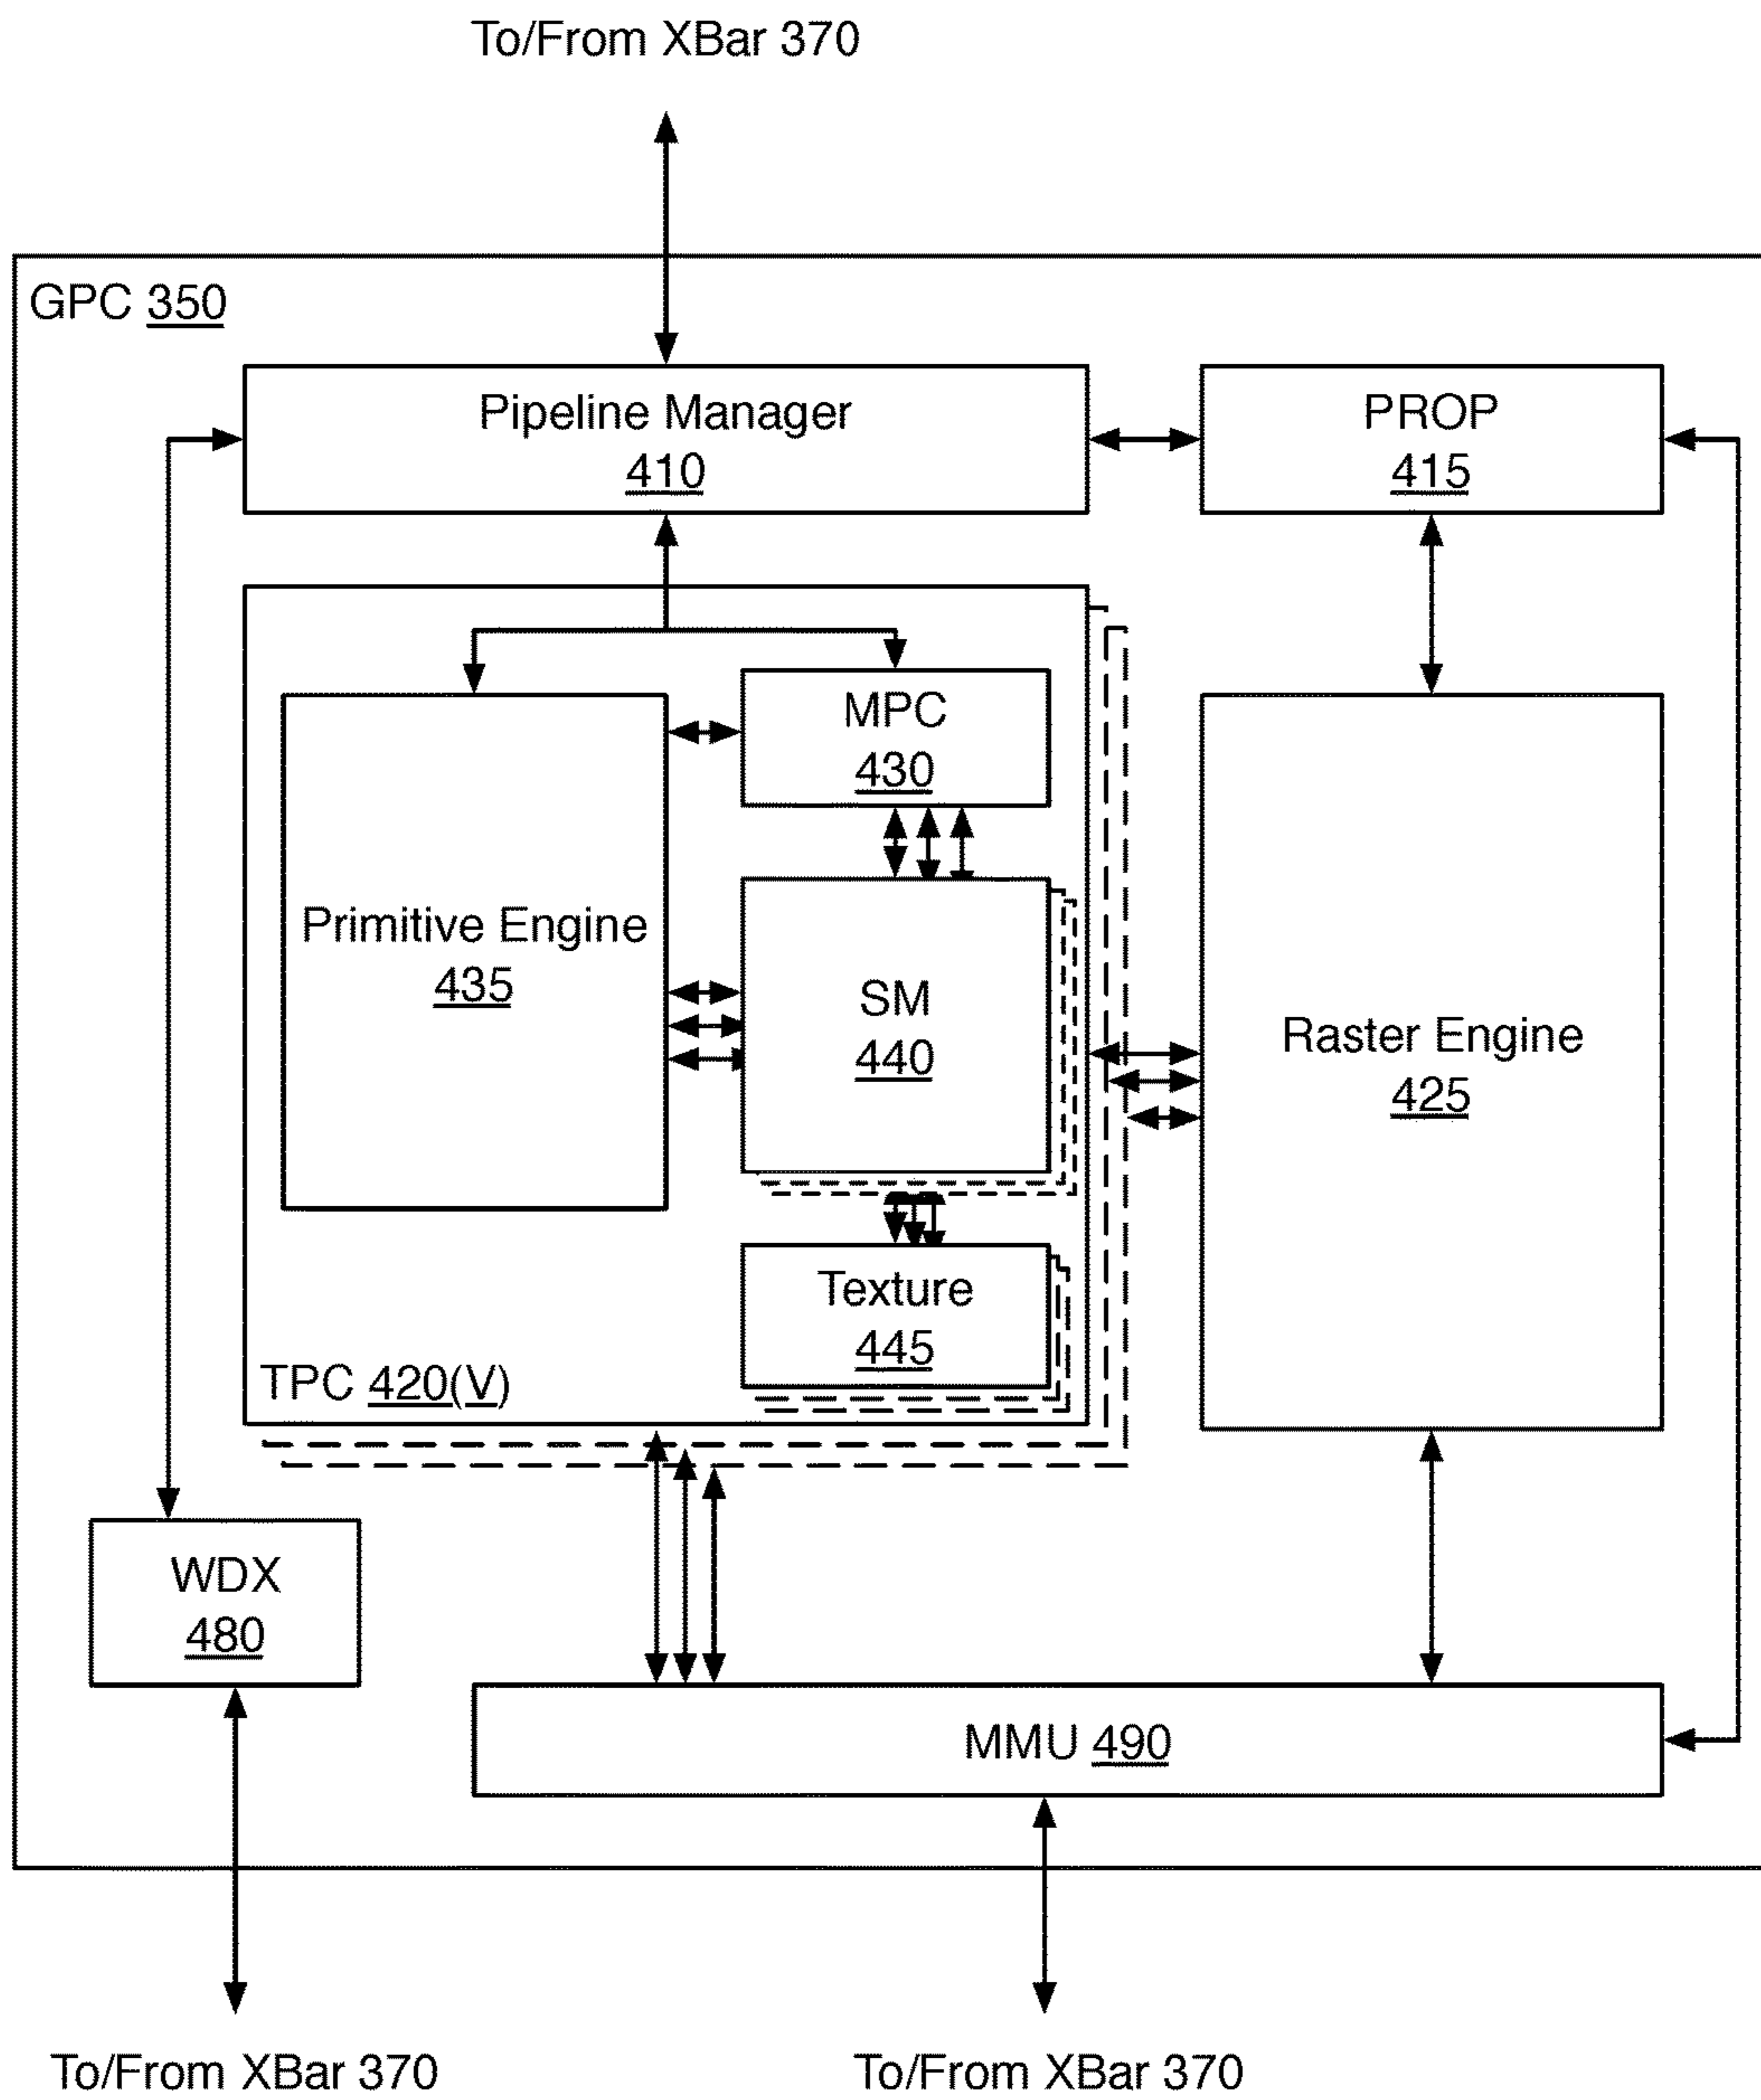 To/From XBar 370
GPC 350
Pipeline Manager
410
PROP
415
MPC
430
Primitive Engine
435
SM
440
Raster Engine
425
Texture
445
TPC 420(V)
WDX
480
MMU 490
To/From XBar 370
To/From XBar 370